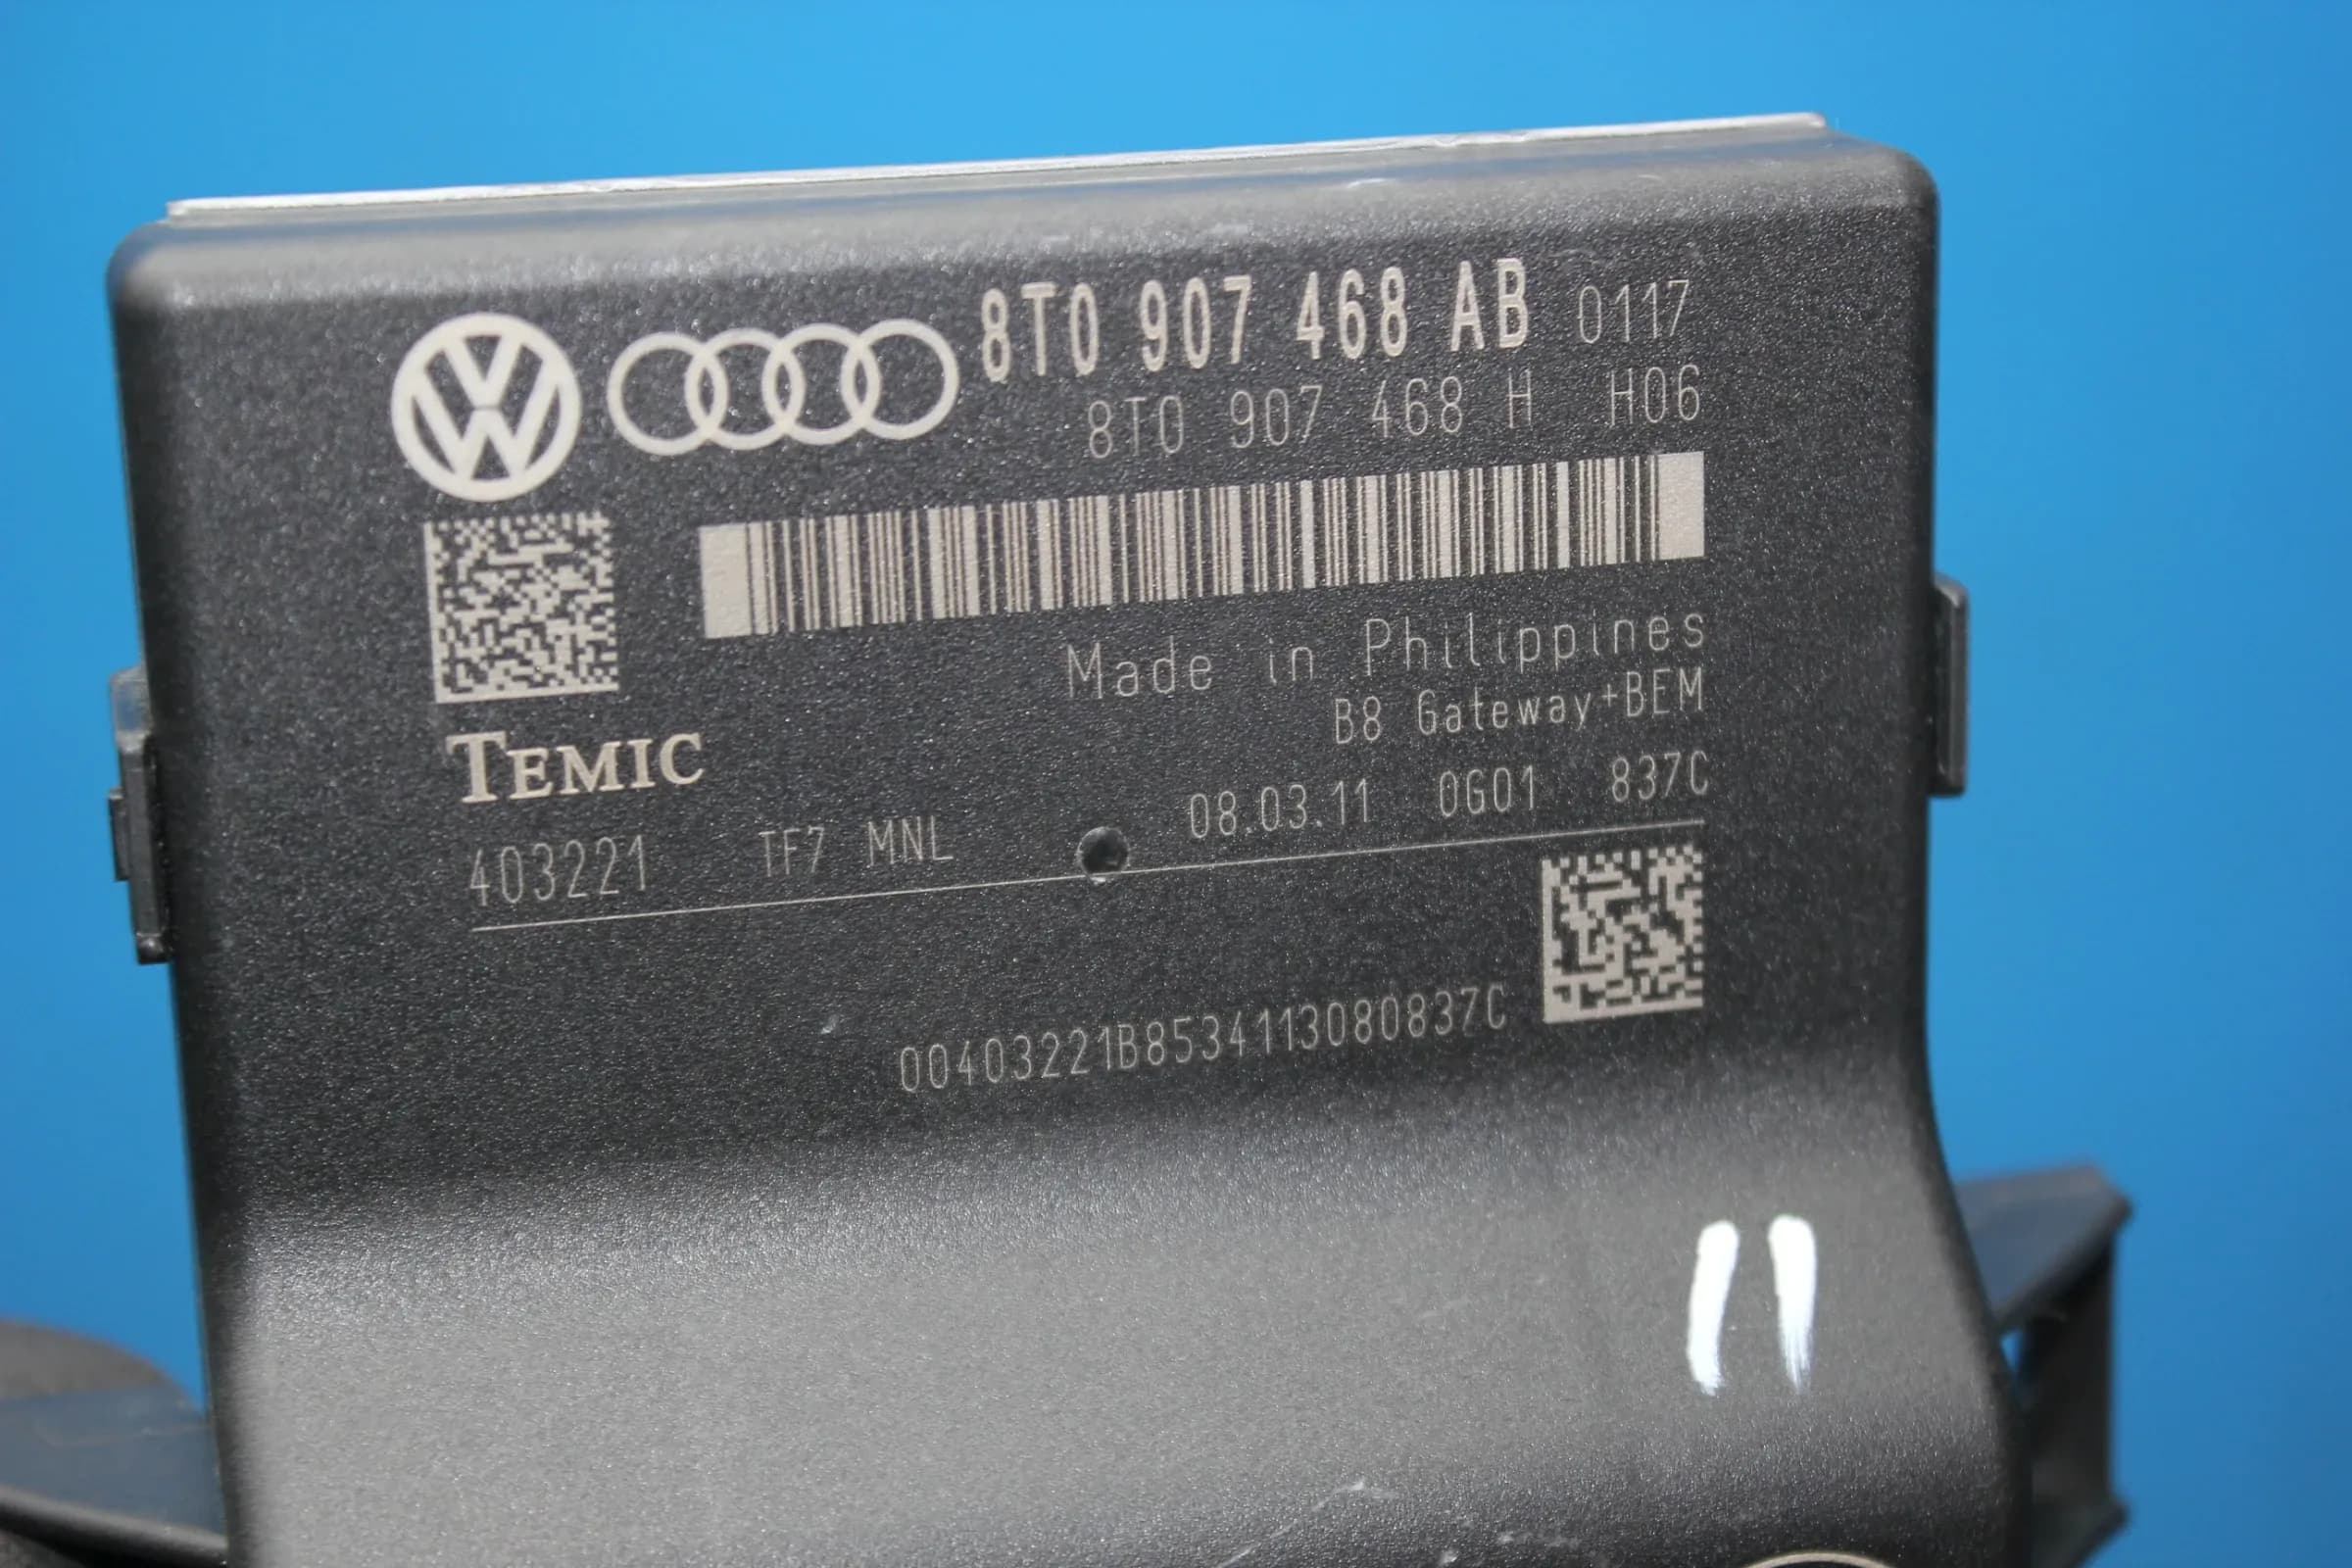 8T0 907 468 AB 0117
8T0 907 468 H H06
Made in Philippines
B8 Gateway+BEM
TEMIC
403221 TF7 MNL 08.03.11 0G01 837C
00403221B8534113080837C
11